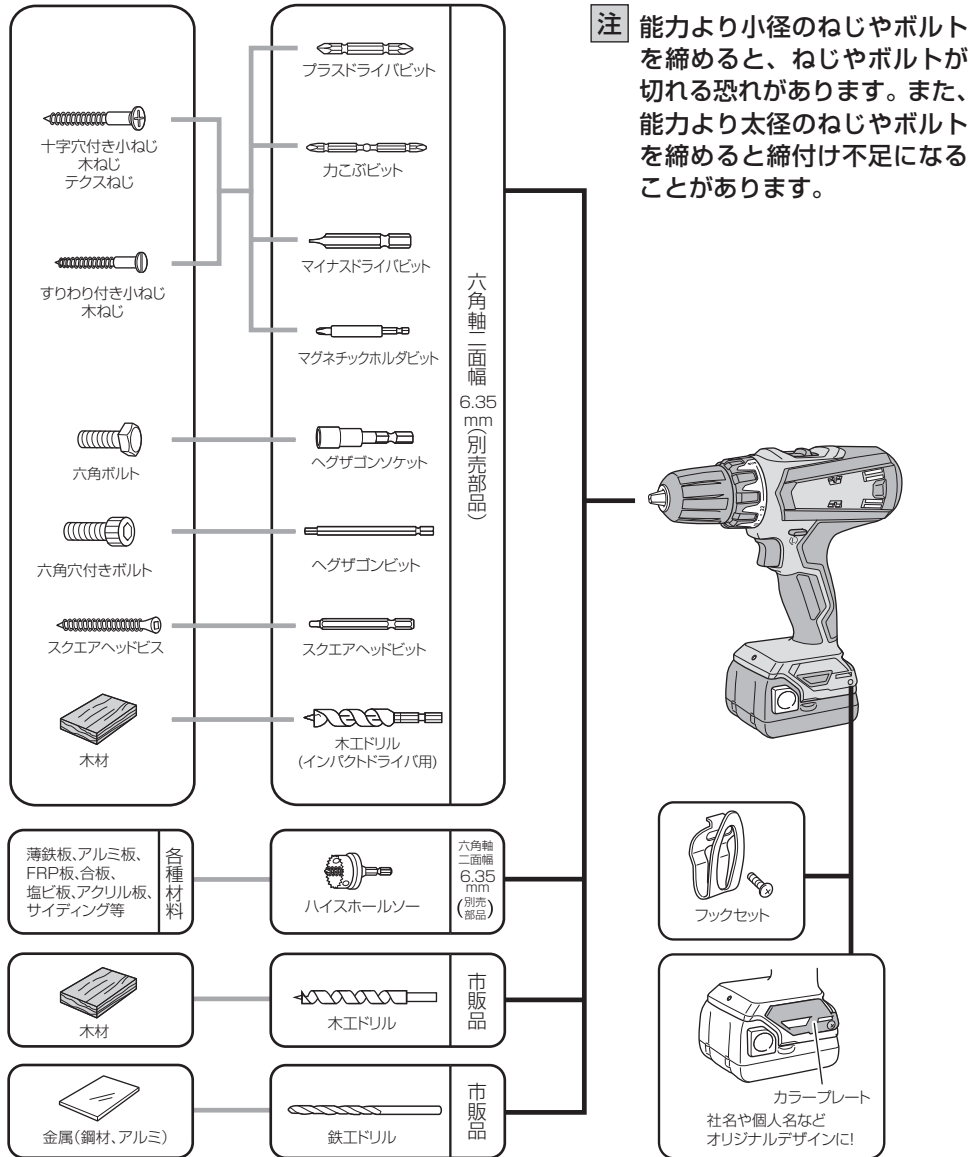 注
能力より小径のねじやボルト
を締めると、ねじやボルトが
切れる恐れがあります。また、
能力より太径のねじやボルト
を締めると締付け不足になる
ことがあります。
十字穴付き小ねじ
木ねじ
テクスねじ
すりわり付き小ねじ
木ねじ
六角ボルト
六角穴付きボルト
スクエアヘッドビス
木材
プラスドライバビット
力こぶビット
マイナスドライバビット
マグネチックホルダビット
ヘグザゴンソケット
ヘグザゴンビット
スクエアヘッドビット
木工ドリル
(インパクトドライバ用)
六角軸二面幅
6.35
mm
(別売部品)
薄鉄板、アルミ板、
FRP板、合板、
塩ビ板、アクリル板、
サイディング等
各種材料
ハイスホールソー
六角軸
二面幅
6.35
mm
(別売
部品)
木材
木工ドリル
市販品
金属(鋼材、アルミ)
鉄工ドリル
市販品
フックセット
カラープレート
社名や個人名など
オリジナルデザインに!